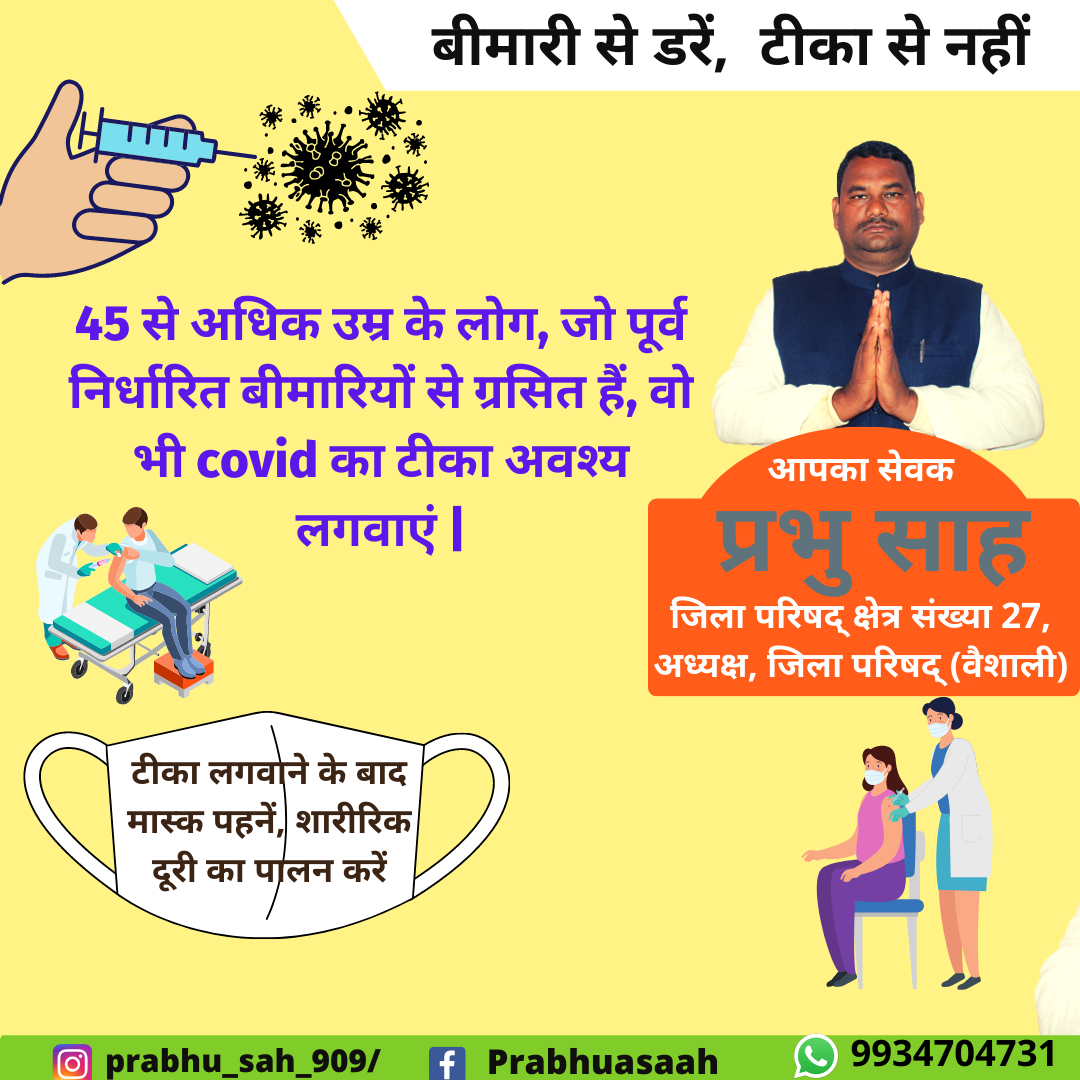 बीमारी से डरें, टीका से नहीं
45 से अधिक उम्र के लोग, जो पूर्व
निर्धारित बीमारियों से ग्रसित हैं, वो
भी covid का टीका अवश्य
लगवाएं |
आपका सेवक
प्रभु साह
जिला परिषद् क्षेत्र संख्या 27,
अध्यक्ष, जिला परिषद् (वैशाली)
टीका लगवाने के बाद
मास्क पहनें, शारीरिक
दूरी का पालन करें
prabhu_sah_909/
Prabhuasaah
9934704731